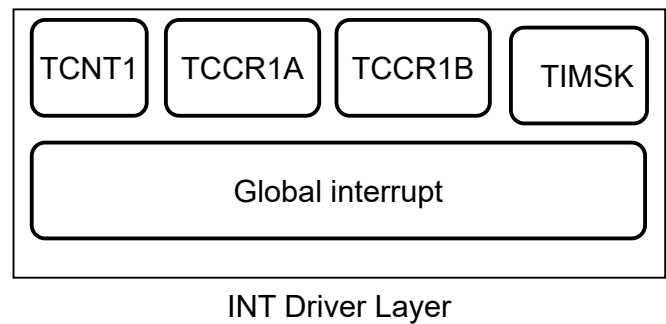 TCNT1 TCCR1A TCCR1B TIMSK
Global interrupt
INT Driver Layer